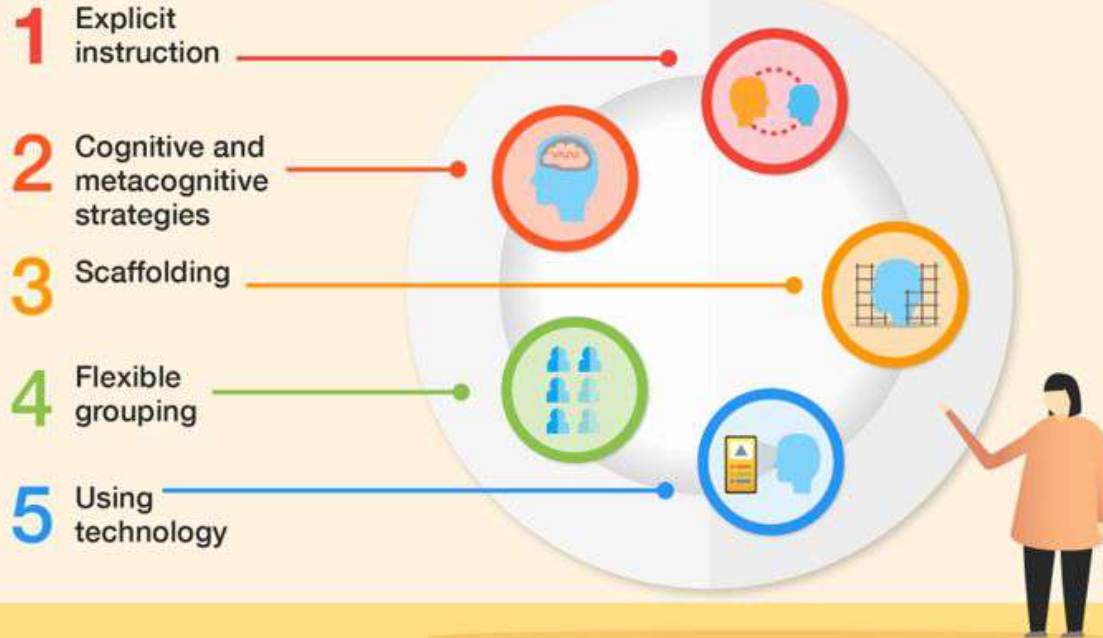 1 Explicit
instruction
2 Cognitive and
metacognitive
strategies
3 Scaffolding
4 Flexible
grouping
5 Using
technology